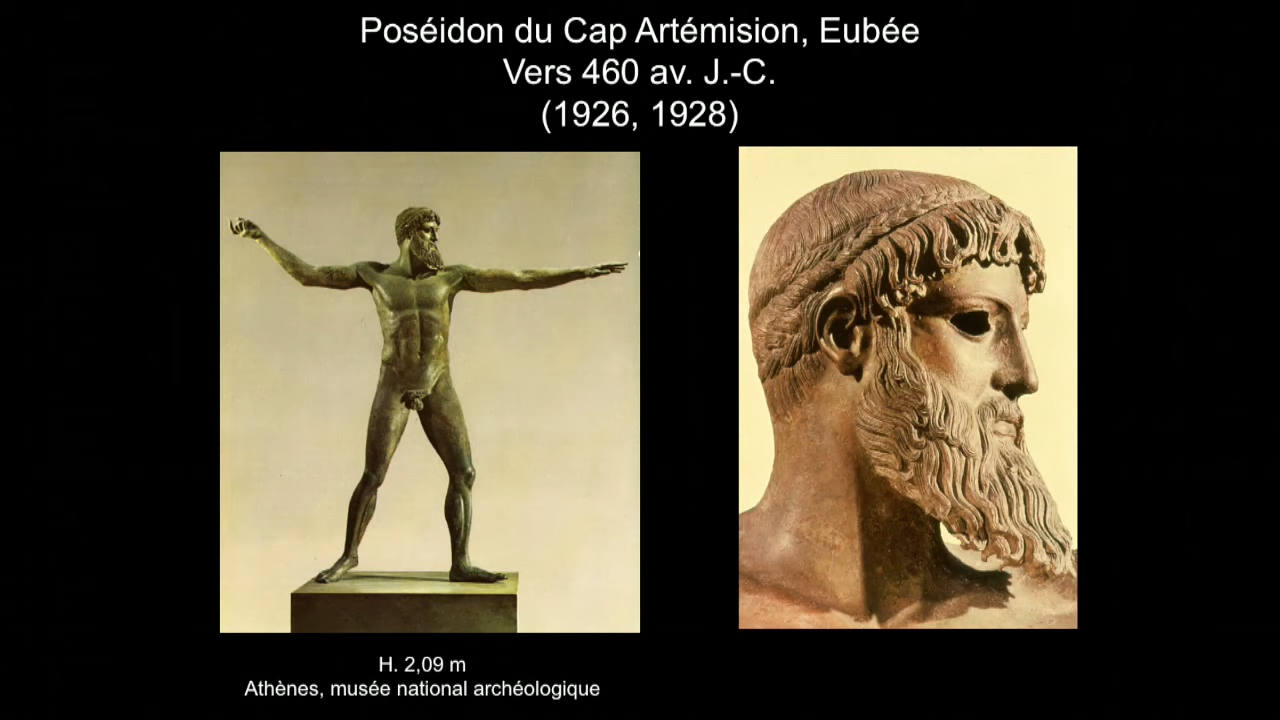 Poséidon du Cap Artémision, Eubée
Vers 460 av. J.-C.
(1926, 1928)
H. 2,09 m
Athènes, musée national archéologique